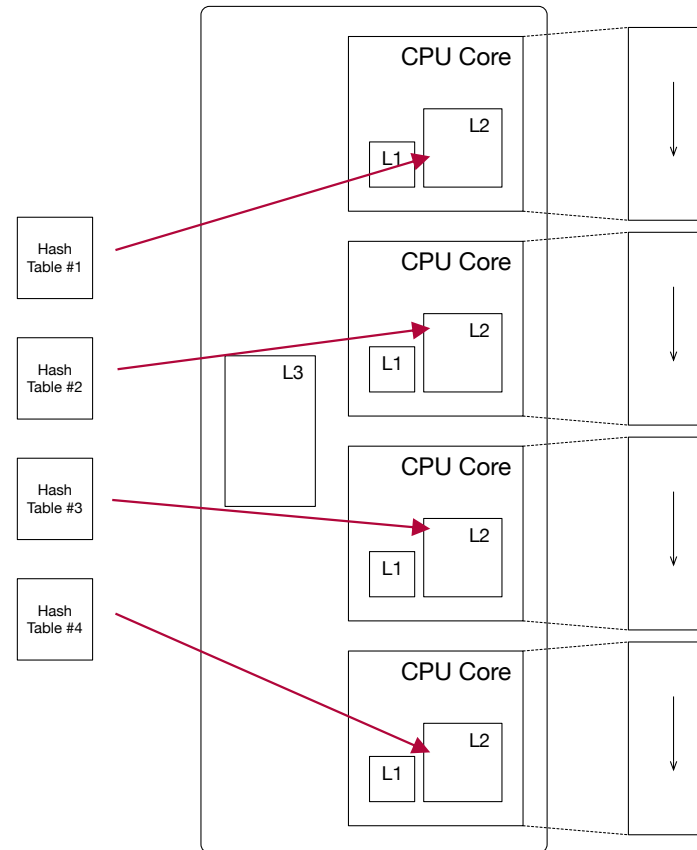 CPU Core
L2
L1
Hash
Table #1
CPU Core
L2
L1
Hash
Table #2
L3
CPU Core
L2
L1
Hash
Table #3
Hash
Table #4
CPU Core
L2
L1